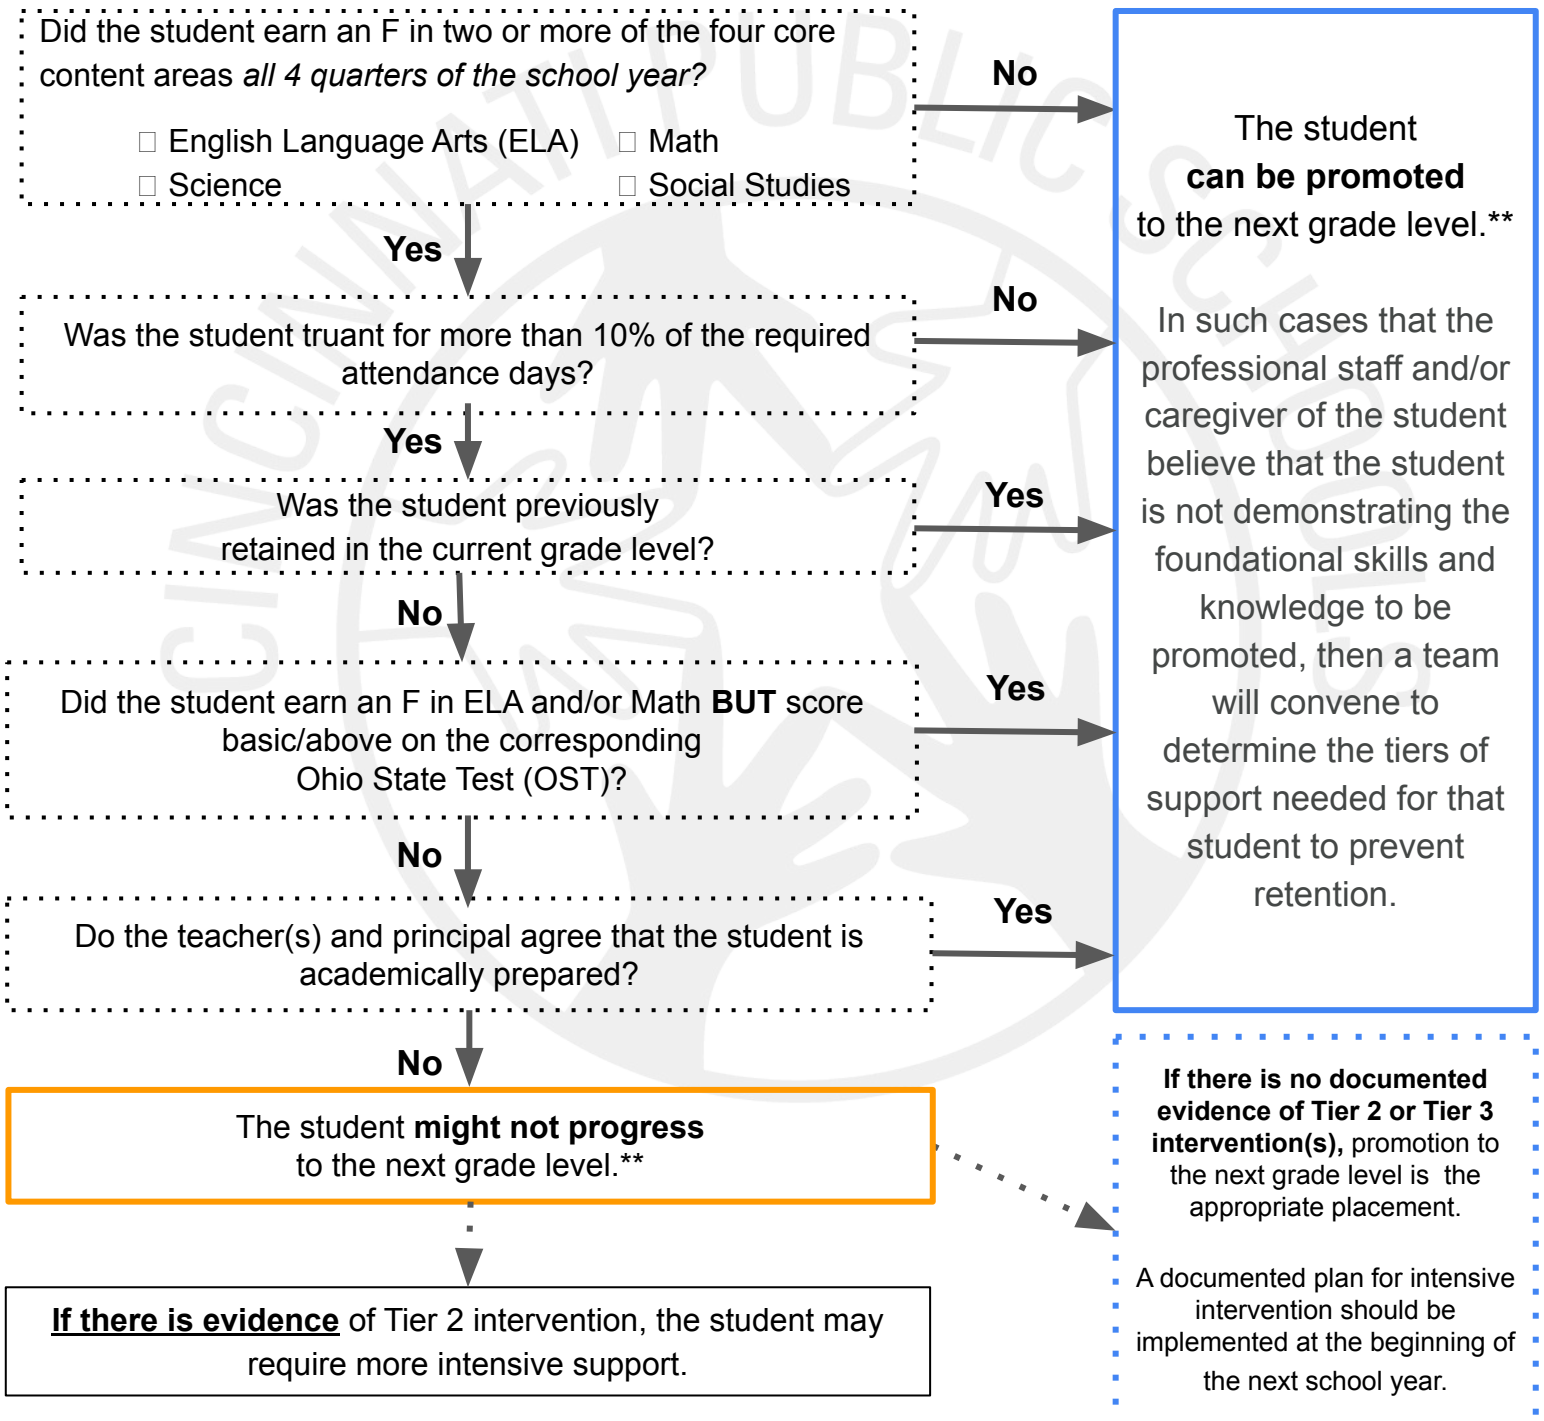 Did the student earn an F in two or more of the four core
content areas all 4 quarters of the school year?
□ English Language Arts (ELA) □ Math
□ Science □ Social Studies
No
Yes
Was the student truant for more than 10% of the required
attendance days?
No
Yes
Was the student previously
retained in the current grade level?
Yes
No
Did the student earn an F in ELA and/or Math BUT score
basic/above on the corresponding
Ohio State Test (OST)?
Yes
No
Do the teacher(s) and principal agree that the student is
academically prepared?
Yes
No
The student might not progress
to the next grade level.**
If there is evidence of Tier 2 intervention, the student may
require more intensive support.
The student
can be promoted
to the next grade level.**
In such cases that the
professional staff and/or
caregiver of the student
believe that the student
is not demonstrating the
foundational skills and
knowledge to be
promoted, then a team
will convene to
determine the tiers of
support needed for that
student to prevent
retention.
If there is no documented
evidence of Tier 2 or Tier 3
intervention(s), promotion to
the next grade level is the
appropriate placement.
A documented plan for intensive
intervention should be
implemented at the beginning of
the next school year.
CINCINNATI PUBLIC SCHOOLS